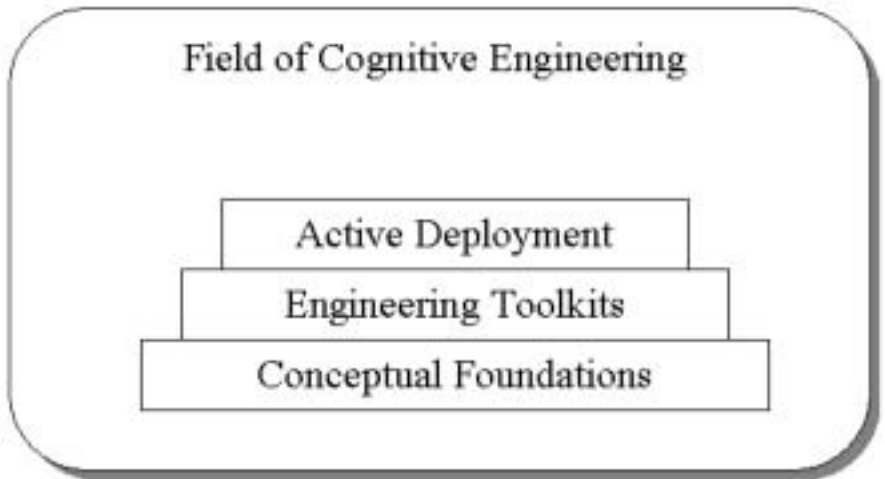 Field of Cognitive Engineering
Active Deployment
Engineering Toolkits
Conceptual Foundations